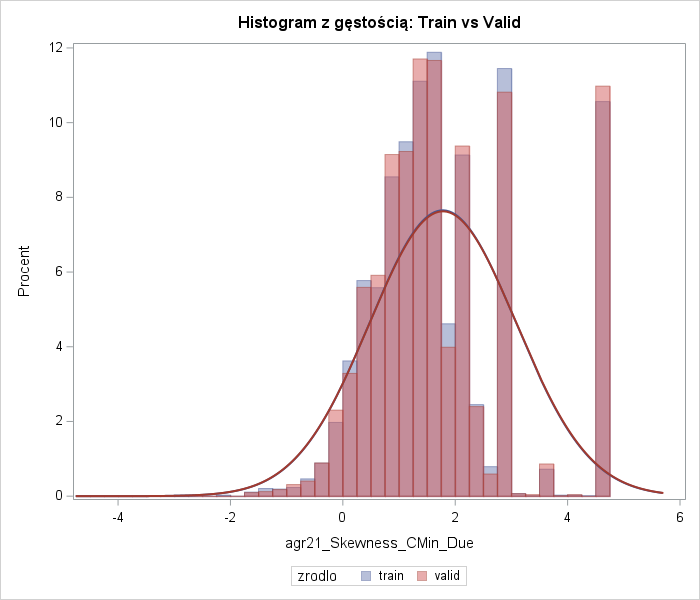 Histogram z gęstością: Train vs Valid
12
10
8
6
4
2
0
Procent
-4 -2 0 2 4 6
agr21_Skewness_CMin_Due
zrodlo train valid